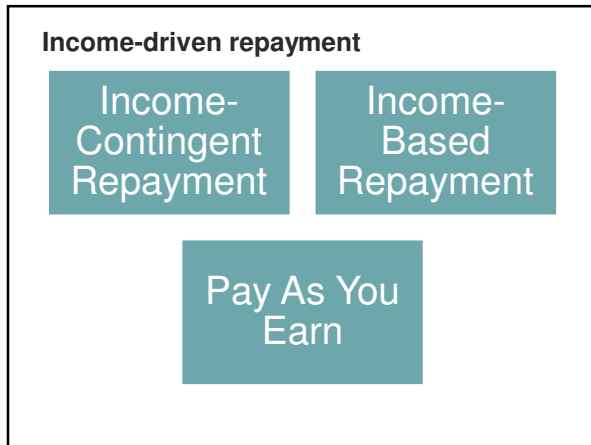 Income-driven repayment
Income-
Contingent
Repayment
Income-
Based
Repayment
Pay As You
Earn